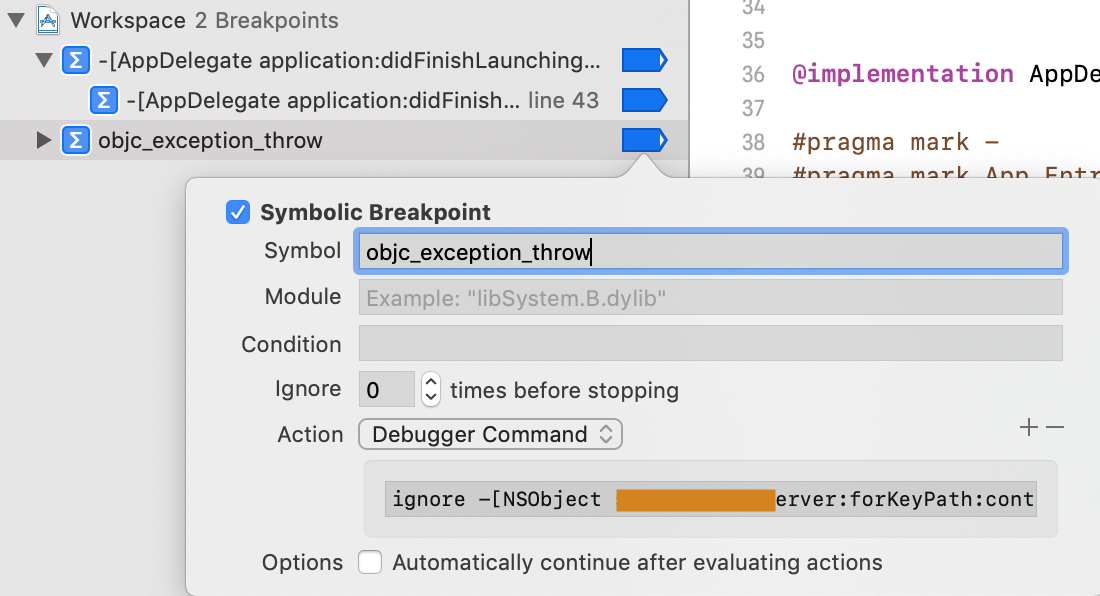 Workspace 2 Breakpoints
-[AppDelegate application:didFinishLaunching...
-[AppDelegate application:didFinish... line 43
objc_exception_throw
34
35
36 @implementation AppDe
37
38 #pragma mark -
39 #pragma mark App Entr
Symbolic Breakpoint
Symbol objc_exception_throw
Module Example: "libSystem.B.dylib"
Condition
Ignore 0 times before stopping
Action Debugger Command
ignore -[NSObject erver:forKeyPath:cont
Options Automatically continue after evaluating actions